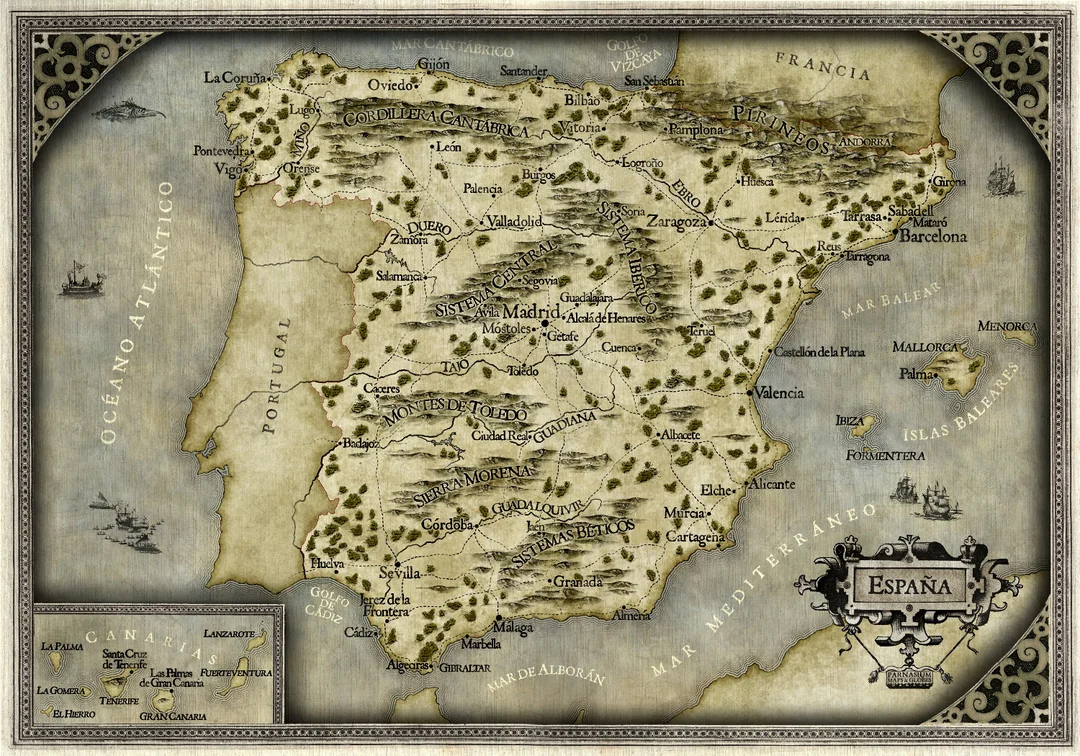 MAR CANTÁBRICO
GOLFO
DE
VIZCAYA
FRANCIA
La Coruña
Gijón
Oviedo
Santander
San Sebastián
Bilbao
Lugo
CORDILLERA CANTÁBRICA
Vitoria
Pamplona
PIRINEOS
ANDORRA
MIÑO
León
Pontevedra
Vigo
Orense
Logroño
Burgos
Palencia
EBRO
Huesca
Girona
Soria
Zaragoza
Lérida
Tarrasa
Sabadell
Mataró
Barcelona
DUERO
Zamora
Valladolid
SISTEMA IBÉRICO
Reus
Tarragona
Salamanca
SISTEMA CENTRAL
Segovia
Ávila
Madrid
Guadalajara
Alcalá de Henares
Móstoles
Getafe
OCÉANO ATLÁNTICO
PORTUGAL
MAR BALEAR
MENORCA
MALLORCA
Palma
Teruel
Cuenca
Castellón de la Plana
TAJO
Toledo
Cáceres
Valencia
IBIZA
ISLAS BALEARES
FORMENTERA
MONTES DE TOLEDO
Badajoz
Ciudad Real
GUADIANA
Albacete
SIERRA MORENA
Elche
Alicante
GUADALQUIVIR
Murcia
Córdoba
Jaén
SISTEMAS BÉTICOS
Cartagena
Huelva
Sevilla
Granada
GOLFO
DE
CÁDIZ
Jerez de la
Frontera
Cádiz
Málaga
Almería
Marbella
Algeciras
GIBRALTAR
MAR DE ALBORÁN
MAR MEDITERRÁNEO
ESPAÑA
PARNASIUM
MAPS & GLOBES
CANARIAS
LANZAROTE
LA PALMA
Santa Cruz
de Tenerife
Las Palmas
de Gran Canaria
FUERTEVENTURA
LA GOMERA
TENERIFE
EL HIERRO
GRAN CANARIA